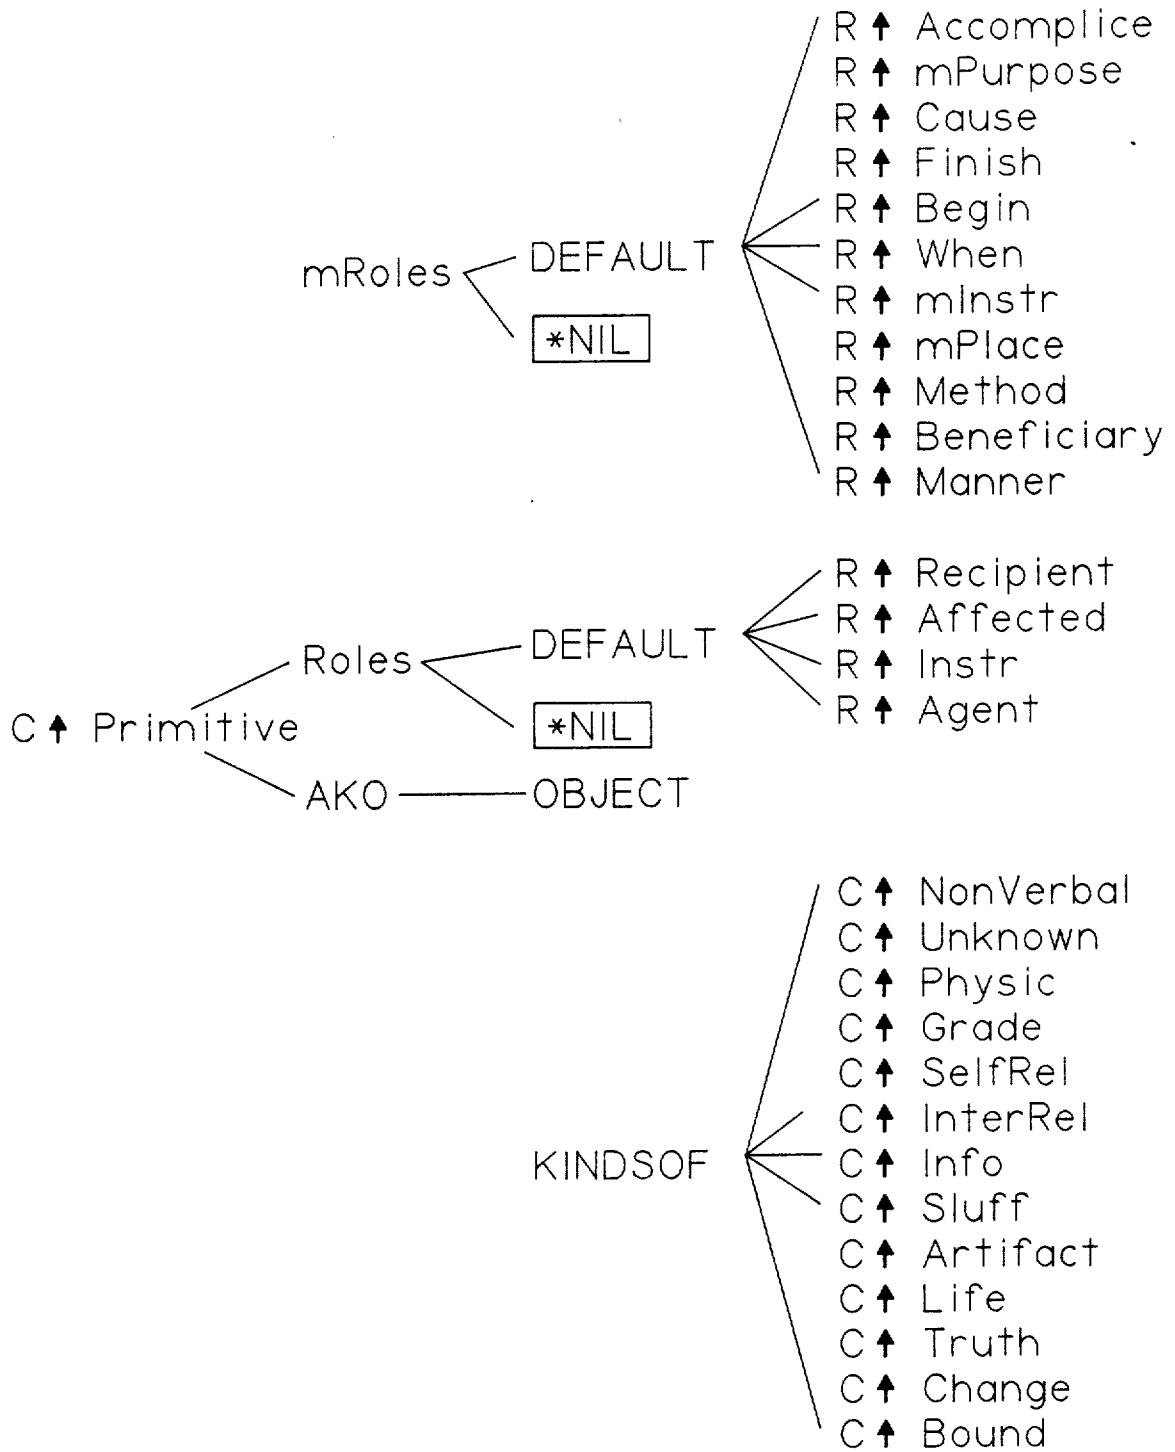 R↑ Accomplice
R↑ mPurpose
R↑ Cause
R↑ Finish
R↑ Begin
mRoles DEFAULT R↑ When
R↑ mInstr
*NIL R↑ mPlace
R↑ Method
R↑ Beneficiary
R↑ Manner
R↑ Recipient
R↑ Affected
Roles DEFAULT R↑ Instr
R↑ Agent
C↑ Primitive *NIL
AKO OBJECT
C↑ NonVerbal
C↑ Unknown
C↑ Physic
C↑ Grade
C↑ SelfRel
C↑ InterRel
KINDSOF C↑ Info
C↑ Sluff
C↑ Artifact
C↑ Life
C↑ Truth
C↑ Change
C↑ Bound